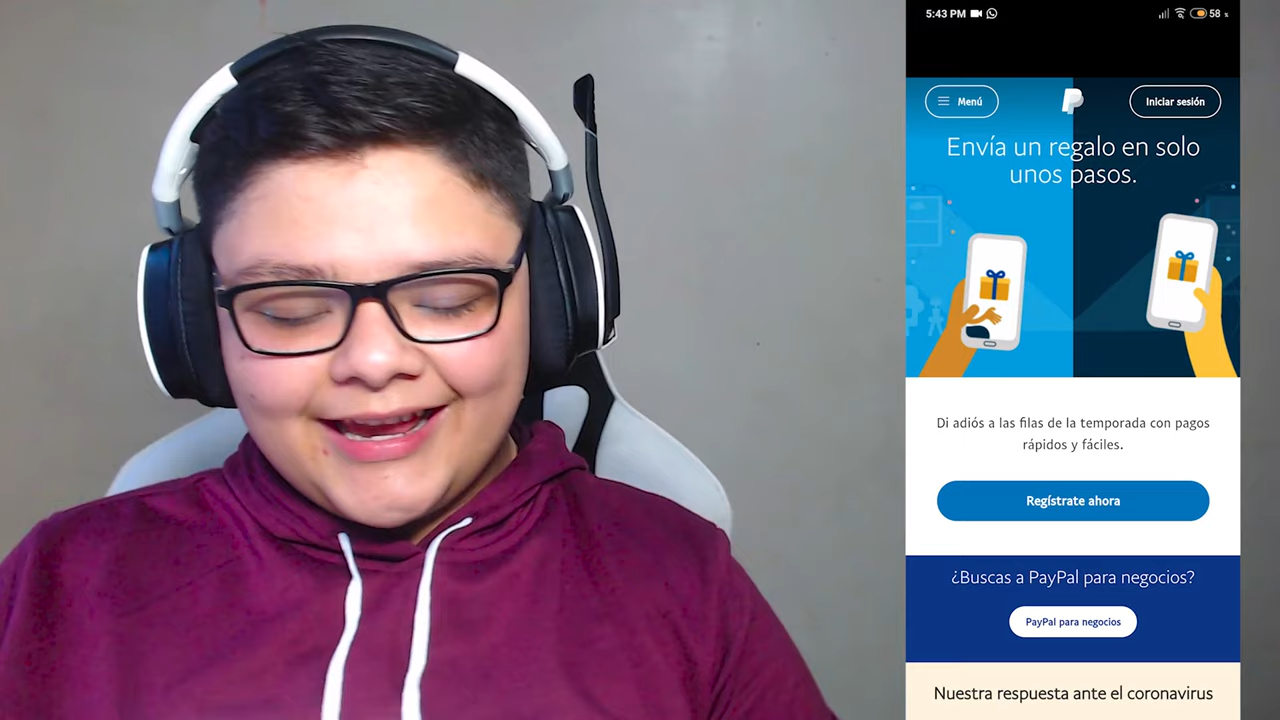 5:43 PM
58
Menú
Iniciar sesión
Envía un regalo en solo
unos pasos.
Di adiós a las filas de la temporada con pagos
rápidos y fáciles.
Regístrate ahora
¿Buscas a PayPal para negocios?
PayPal para negocios
Nuestra respuesta ante el coronavirus